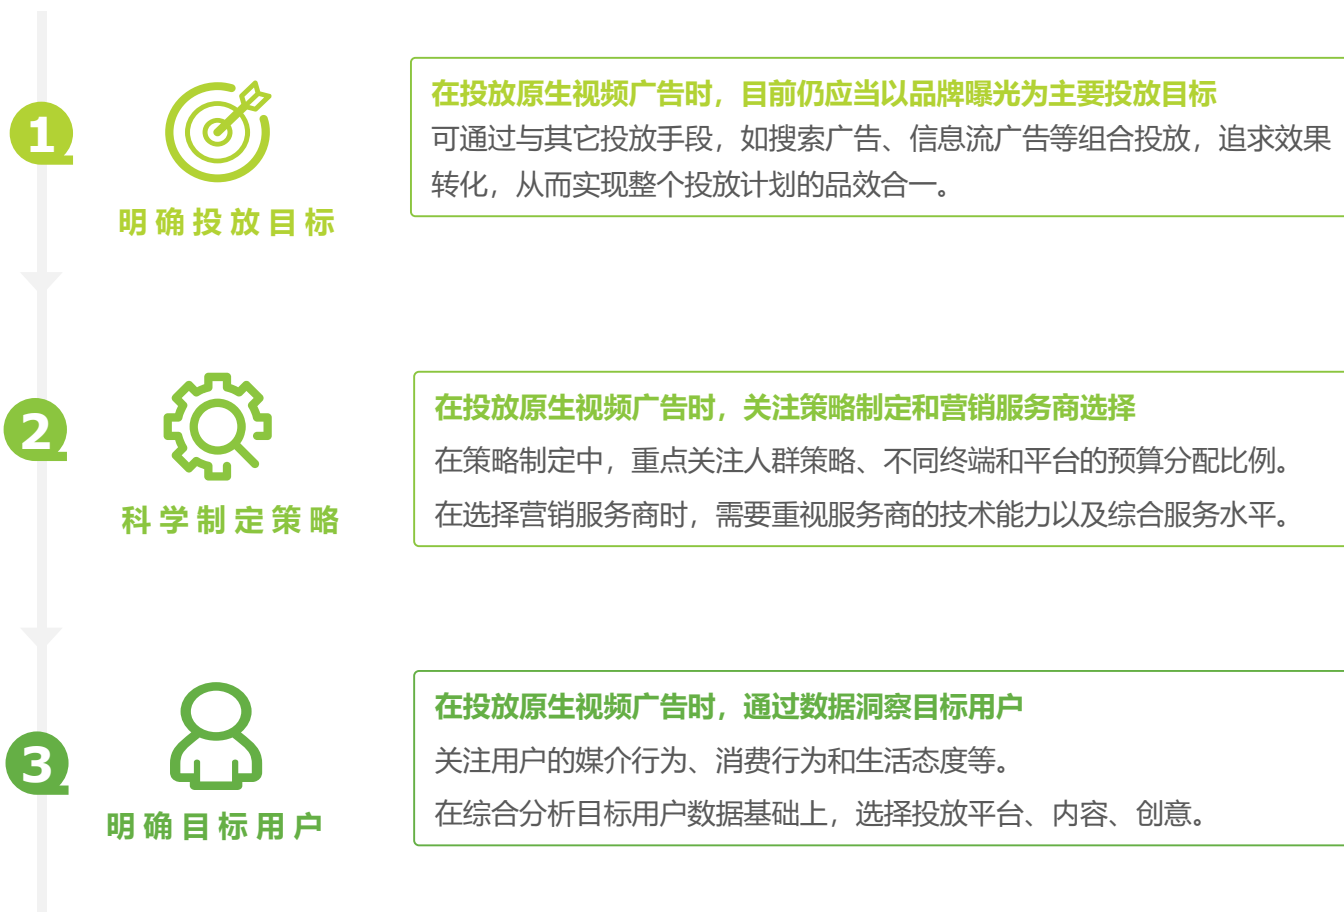 1
明确投放目标
在投放原生视频广告时，目前仍应当以品牌曝光为主要投放目标
可通过与其它投放手段，如搜索广告、信息流广告等组合投放，追求效果
转化，从而实现整个投放计划的品效合一。
2
科学制定策略
在投放原生视频广告时，关注策略制定和营销服务商选择
在策略制定中，重点关注人群策略、不同终端和平台的预算分配比例。
在选择营销服务商时，需要重视服务商的技术能力以及综合服务水平。
3
明确目标用户
在投放原生视频广告时，通过数据洞察目标用户
关注用户的媒介行为、消费行为和生活态度等。
在综合分析目标用户数据基础上，选择投放平台、内容、创意。